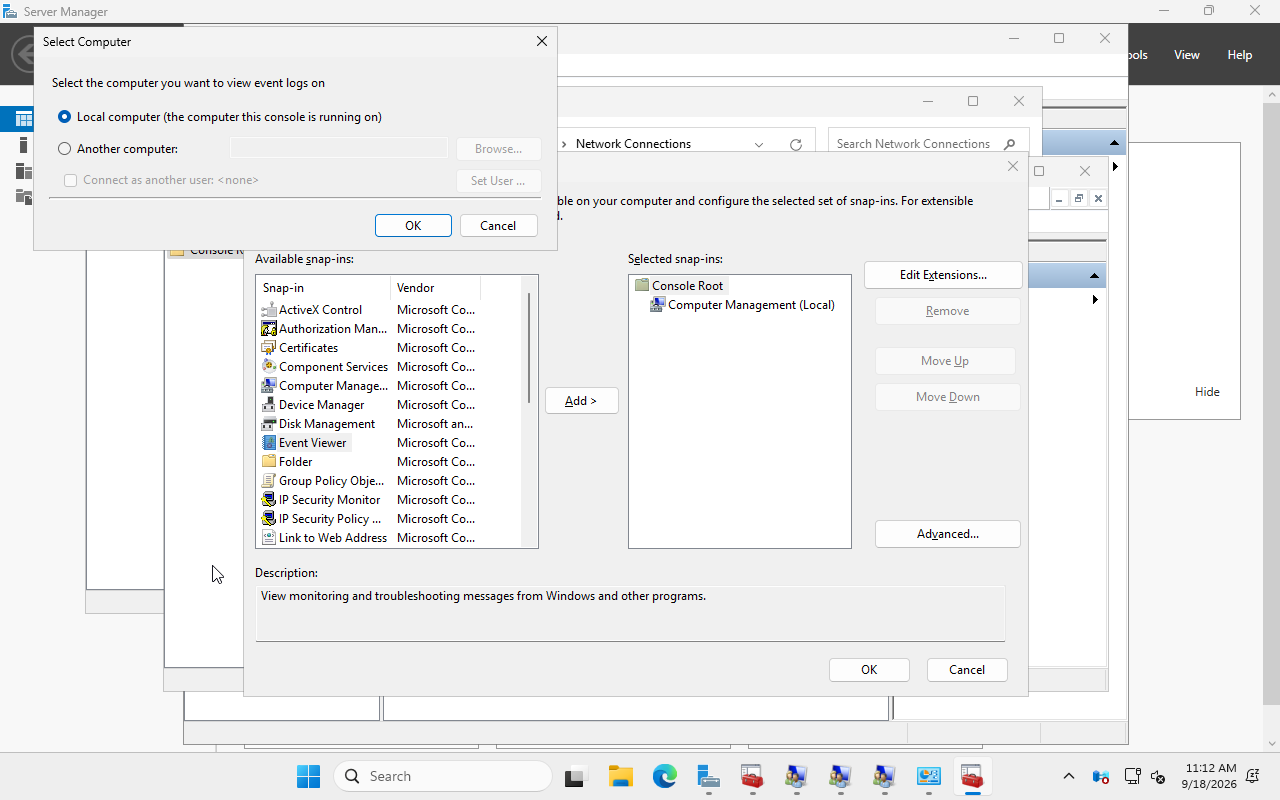 Server Manager
Select Computer
Select the computer you want to view event logs on
Local computer (the computer this console is running on)
Another computer:
Browse...
Connect as another user: <none>
Set User ...
OK
Cancel
ools
View
Help
Network Connections
Search Network Connections
ble on your computer and configure the selected set of snap-ins. For extensible
d.
Console R
Available snap-ins:
Selected snap-ins:
Snap-in
Vendor
ActiveX Control
Microsoft Co...
Authorization Man...
Microsoft Co...
Certificates
Microsoft Co...
Component Services
Microsoft Co...
Computer Manage...
Microsoft Co...
Device Manager
Microsoft Co...
Disk Management
Microsoft an...
Event Viewer
Microsoft Co...
Folder
Microsoft Co...
Group Policy Obje...
Microsoft Co...
IP Security Monitor
Microsoft Co...
IP Security Policy ...
Microsoft Co...
Link to Web Address
Microsoft Co...
Add >
Console Root
Computer Management (Local)
Edit Extensions...
Remove
Move Up
Move Down
Advanced...
Hide
Description:
View monitoring and troubleshooting messages from Windows and other programs.
OK
Cancel
Search
11:12 AM
9/18/2026